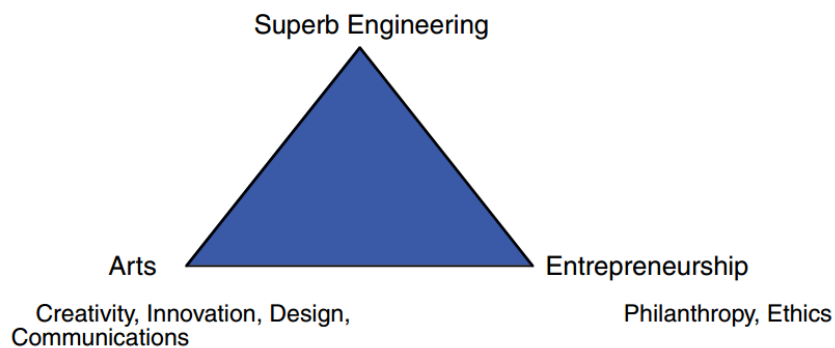 Superb Engineering
Arts
Entrepreneurship
Creativity, Innovation, Design,
Communications
Philanthropy, Ethics